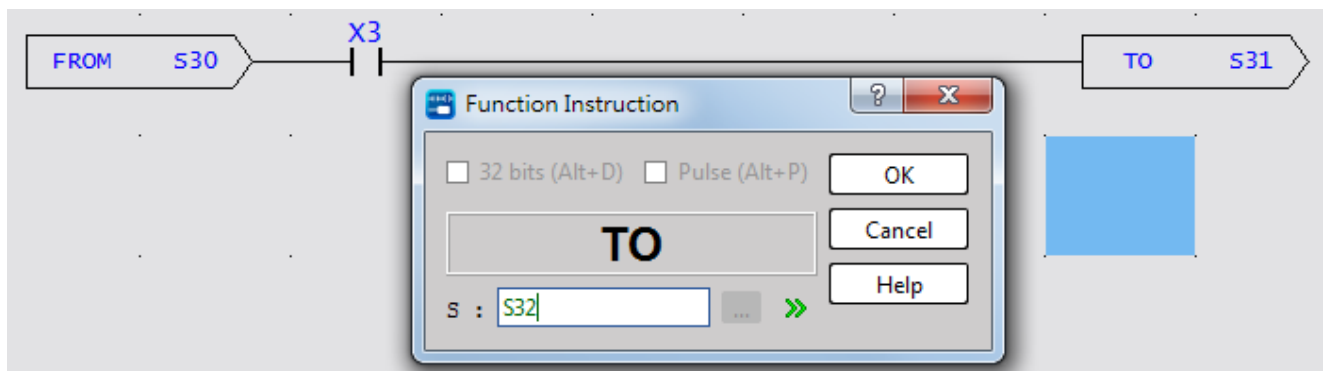 X3
FROM S30
TO S31
Function Instruction
32 bits (Alt+D) Pulse (Alt+P)
OK
TO
Cancel
S : S32 ...
Help